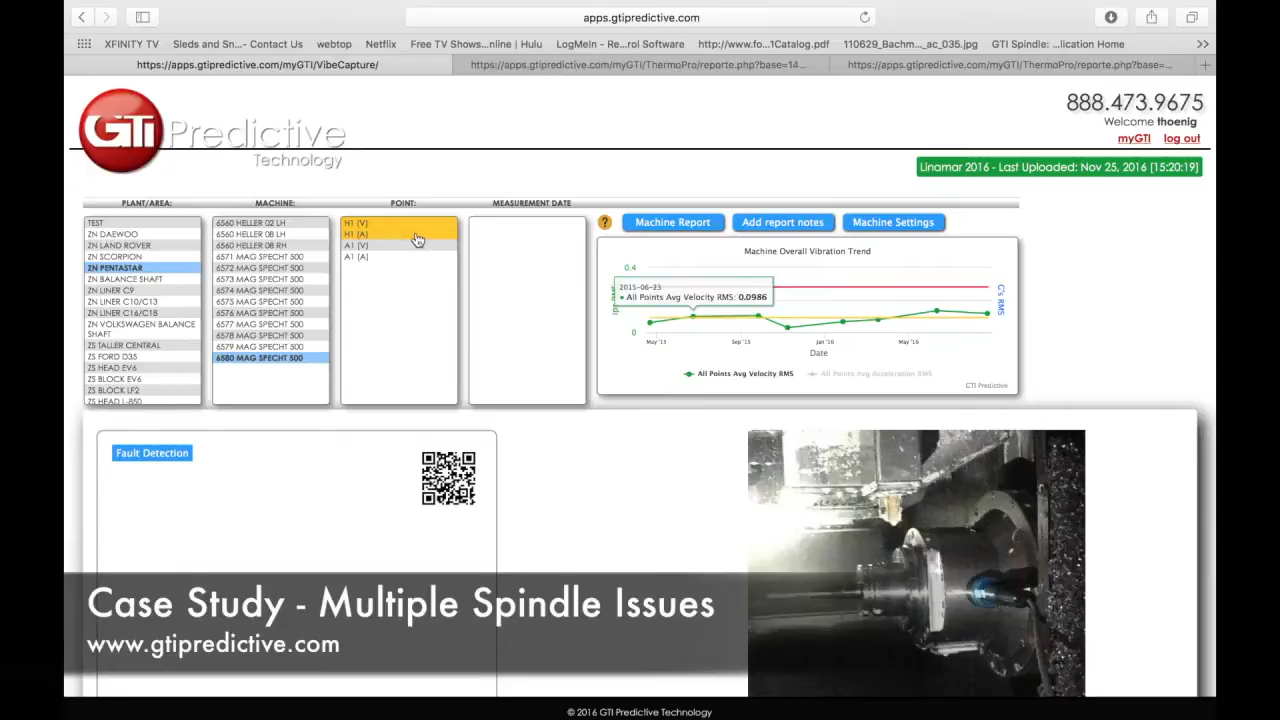 apps.gtipredictive.com
XFINITY TV Sleds and Sn...- Contact Us webtop Netflix Free TV Shows...nline | Hulu LogMeIn - Re...rol Software http://www.fo...1Catalog.pdf 110629_Bachm..._ac_035.jpg GTI Spindle: ...lication Home >>
https://apps.gtipredictive.com/myGTI/VibeCapture/ https://apps.gtipredictive.com/myGTI/ThermoPro/reporte.php?base=14... https://apps.gtipredictive.com/myGTI/ThermoPro/reporte.php?base=... +
GTi Predictive
Technology
888.473.9675
Welcome thoenig
myGTI log out
Linamar 2016 - Last Uploaded: Nov 25, 2016 [15:20:19]
PLANT/AREA: MACHINE: POINT: MEASUREMENT DATE
TEST
ZN DAEWOO
ZN LAND ROVER
ZN SCORPION
ZN PENTASTAR
ZN BALANCE SHAFT
ZN LINER C9
ZN LINER C10/C13
ZN LINER C16/C18
ZN VOLKSWAGEN BALANCE
SHAFT
ZS TALLER CENTRAL
ZS FORD D35
ZS HEAD EV6
ZS BLOCK EV6
ZS BLOCK LF2
ZS HEAD L-850
6560 HELLER 02 LH
6560 HELLER 08 LH
6560 HELLER 08 RH
6571 MAG SPECHT 500
6572 MAG SPECHT 500
6573 MAG SPECHT 500
6574 MAG SPECHT 500
6575 MAG SPECHT 500
6576 MAG SPECHT 500
6577 MAG SPECHT 500
6578 MAG SPECHT 500
6579 MAG SPECHT 500
6580 MAG SPECHT 500
H1 (V)
H1 (A)
A1 (V)
A1 (A)
? Machine Report Add report notes Machine Settings
Machine Overall Vibration Trend
0.4
2015-06-23
All Points Avg Velocity RMS: 0.0986
G's RMS
0
May '15 Sep '15 Jan '16 May '16
Date
All Points Avg Velocity RMS All Points Avg Acceleration RMS
GTI Predictive
Fault Detection
Case Study - Multiple Spindle Issues
www.gtipredictive.com
© 2016 GTI Predictive Technology